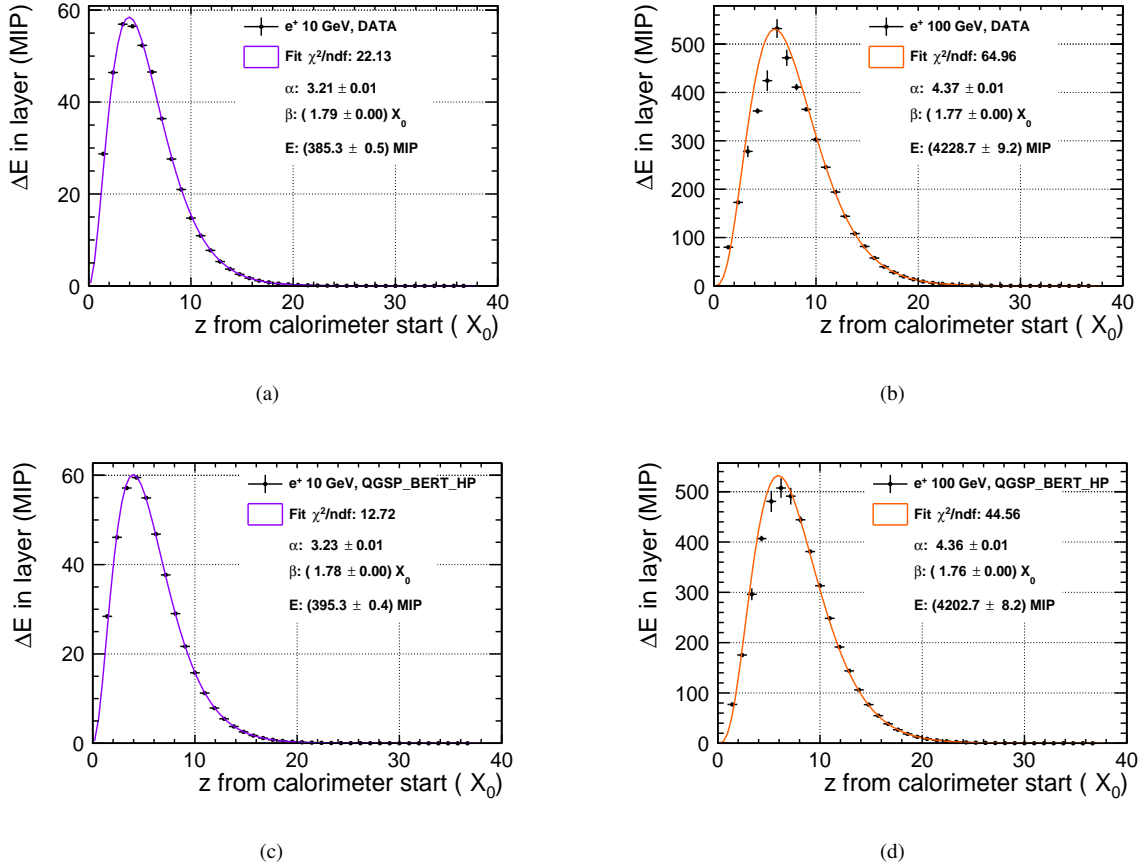 ΔE in layer (MIP)
60
40
20
0
0 10 20 30 40
z from calorimeter start ( X₀)
e⁺ 10 GeV, DATA
Fit χ²/ndf: 22.13
α: 3.21 ± 0.01
β: ( 1.79 ± 0.00) X₀
E: (385.3 ± 0.5) MIP
(a)
ΔE in layer (MIP)
500
400
300
200
100
0
0 10 20 30 40
z from calorimeter start ( X₀)
e⁺ 100 GeV, DATA
Fit χ²/ndf: 64.96
α: 4.37 ± 0.01
β: ( 1.77 ± 0.00) X₀
E: (4228.7 ± 9.2) MIP
(b)
ΔE in layer (MIP)
60
40
20
0
0 10 20 30 40
z from calorimeter start ( X₀)
e⁺ 10 GeV, QGSP_BERT_HP
Fit χ²/ndf: 12.72
α: 3.23 ± 0.01
β: ( 1.78 ± 0.00) X₀
E: (395.3 ± 0.4) MIP
(c)
ΔE in layer (MIP)
500
400
300
200
100
0
0 10 20 30 40
z from calorimeter start ( X₀)
e⁺ 100 GeV, QGSP_BERT_HP
Fit χ²/ndf: 44.56
α: 4.36 ± 0.01
β: ( 1.76 ± 0.00) X₀
E: (4202.7 ± 8.2) MIP
(d)